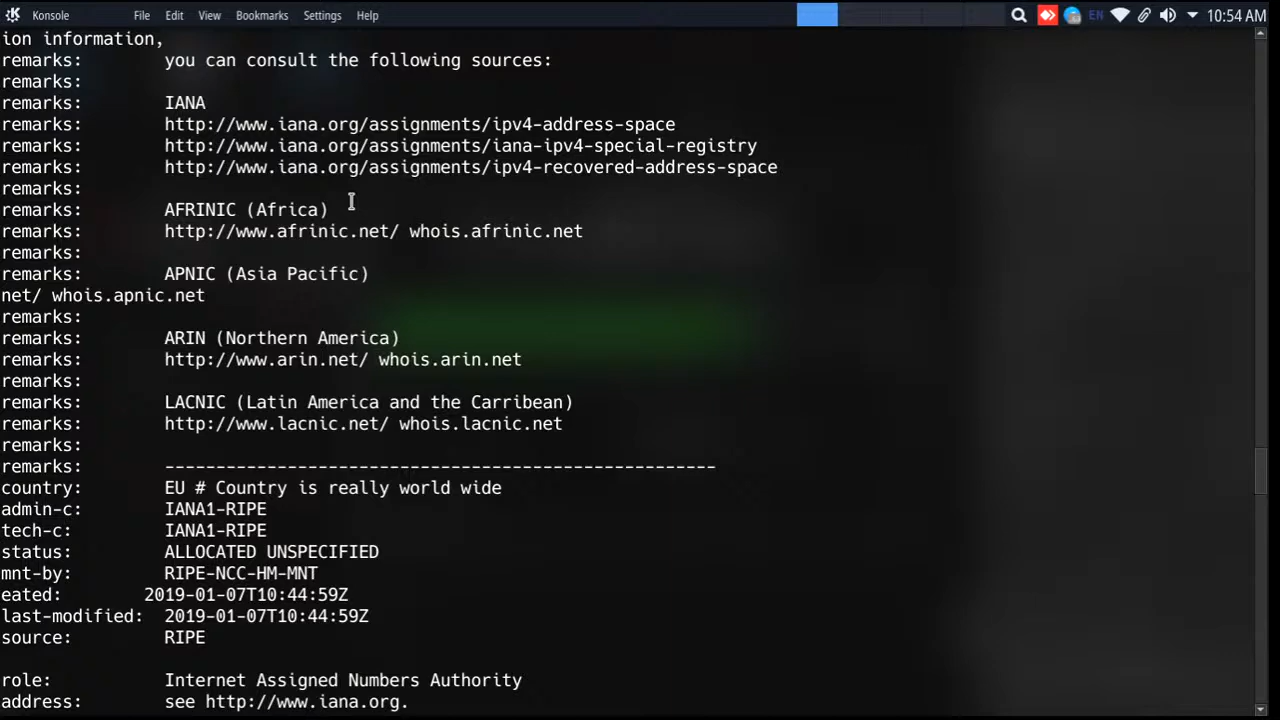 Konsole File Edit View Bookmarks Settings Help EN 10:54 AM
ion information,
remarks: you can consult the following sources:
remarks:
remarks: IANA
remarks: http://www.iana.org/assignments/ipv4-address-space
remarks: http://www.iana.org/assignments/iana-ipv4-special-registry
remarks: http://www.iana.org/assignments/ipv4-recovered-address-space
remarks:
remarks: AFRINIC (Africa)
remarks: http://www.afrinic.net/ whois.afrinic.net
remarks:
remarks: APNIC (Asia Pacific)
net/ whois.apnic.net
remarks:
remarks: ARIN (Northern America)
remarks: http://www.arin.net/ whois.arin.net
remarks:
remarks: LACNIC (Latin America and the Carribean)
remarks: http://www.lacnic.net/ whois.lacnic.net
remarks:
remarks: ------------------------------------------------------
country: EU # Country is really world wide
admin-c: IANA1-RIPE
tech-c: IANA1-RIPE
status: ALLOCATED UNSPECIFIED
mnt-by: RIPE-NCC-HM-MNT
eated: 2019-01-07T10:44:59Z
last-modified: 2019-01-07T10:44:59Z
source: RIPE
role: Internet Assigned Numbers Authority
address: see http://www.iana.org.